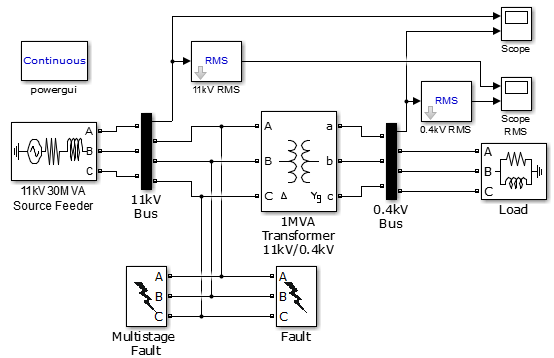 Continuous
powergui
RMS
11kV RMS
Scope
RMS
0.4kV RMS
Scope
RMS
A
B
C
11kV 30MVA
Source Feeder
11kV
Bus
A
B
C
Δ
a
b
c
Yg
1MVA
Transformer
11kV/0.4kV
0.4kV
Bus
A
B
C
Load
A
B
C
Multistage
Fault
A
B
C
Fault